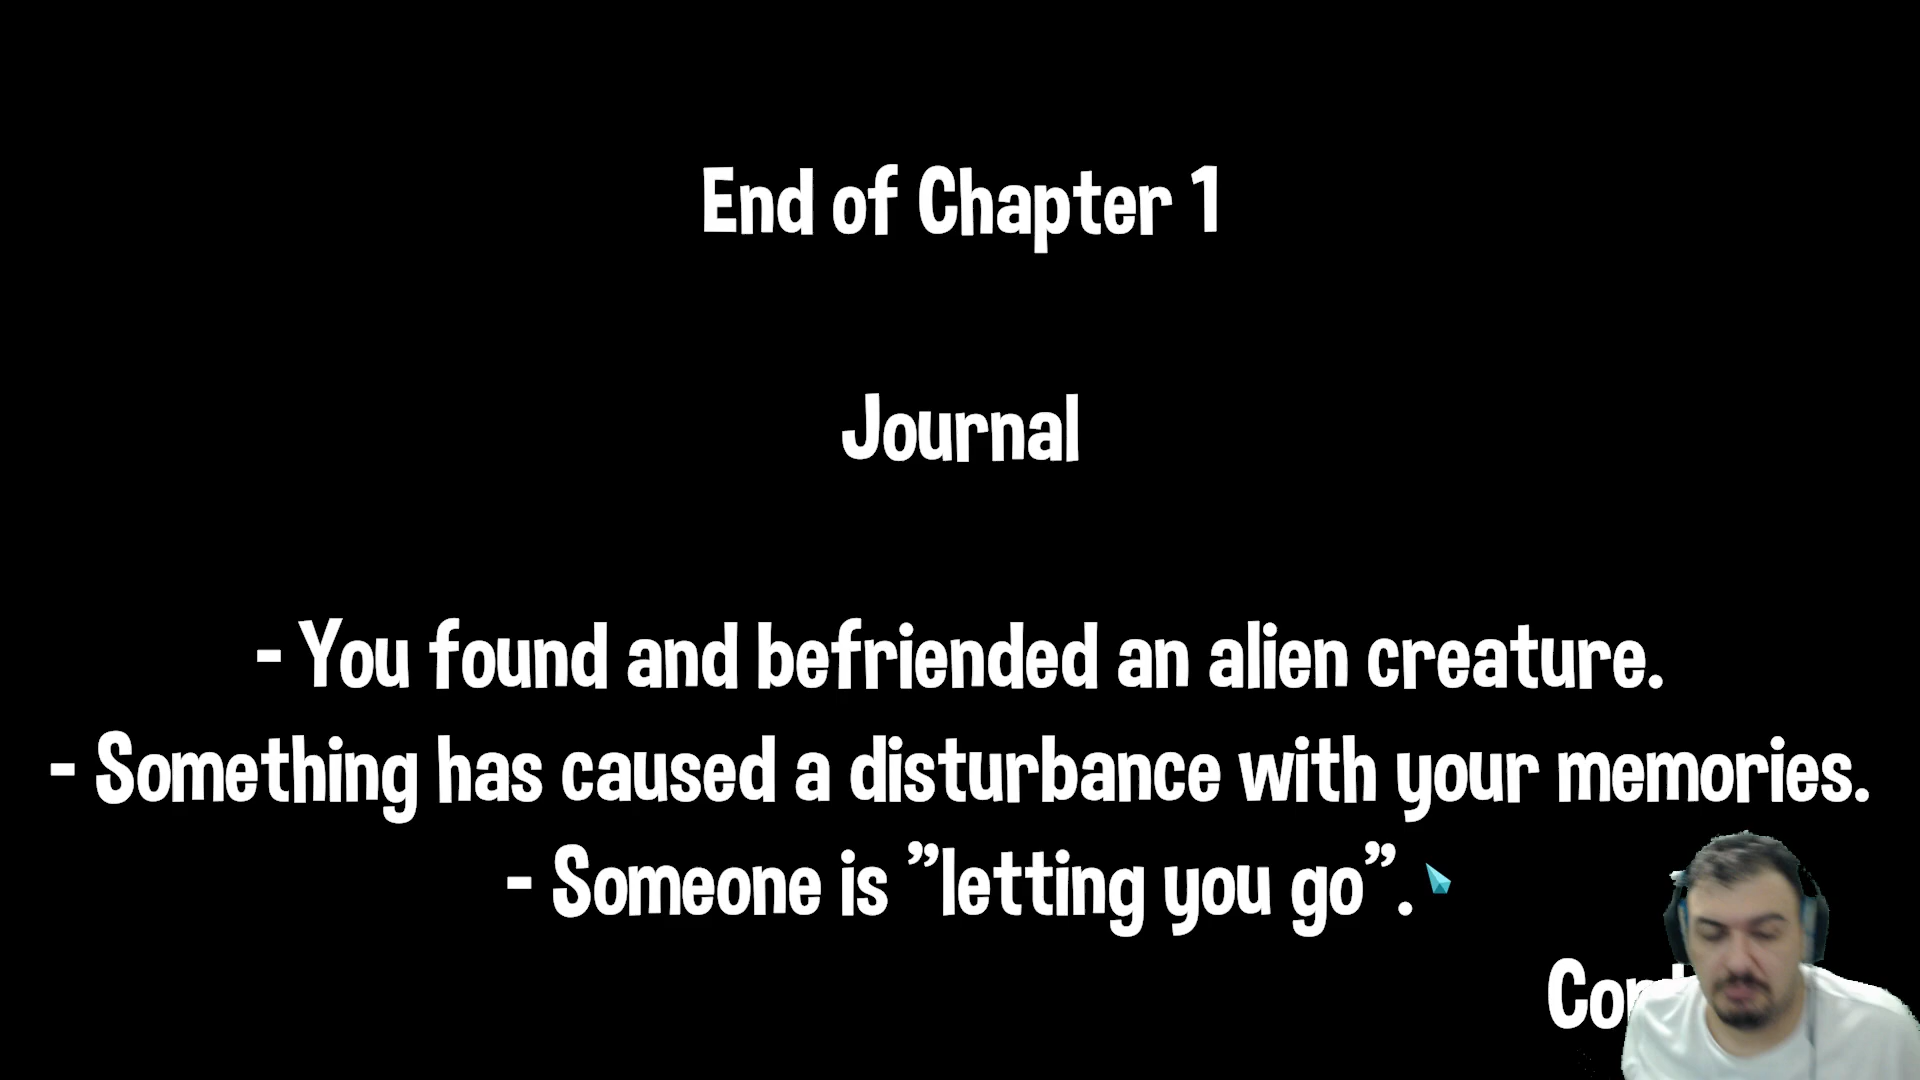 End of Chapter 1
Journal
- You found and befriended an alien creature.
- Something has caused a disturbance with your memories.
- Someone is ”letting you go”.